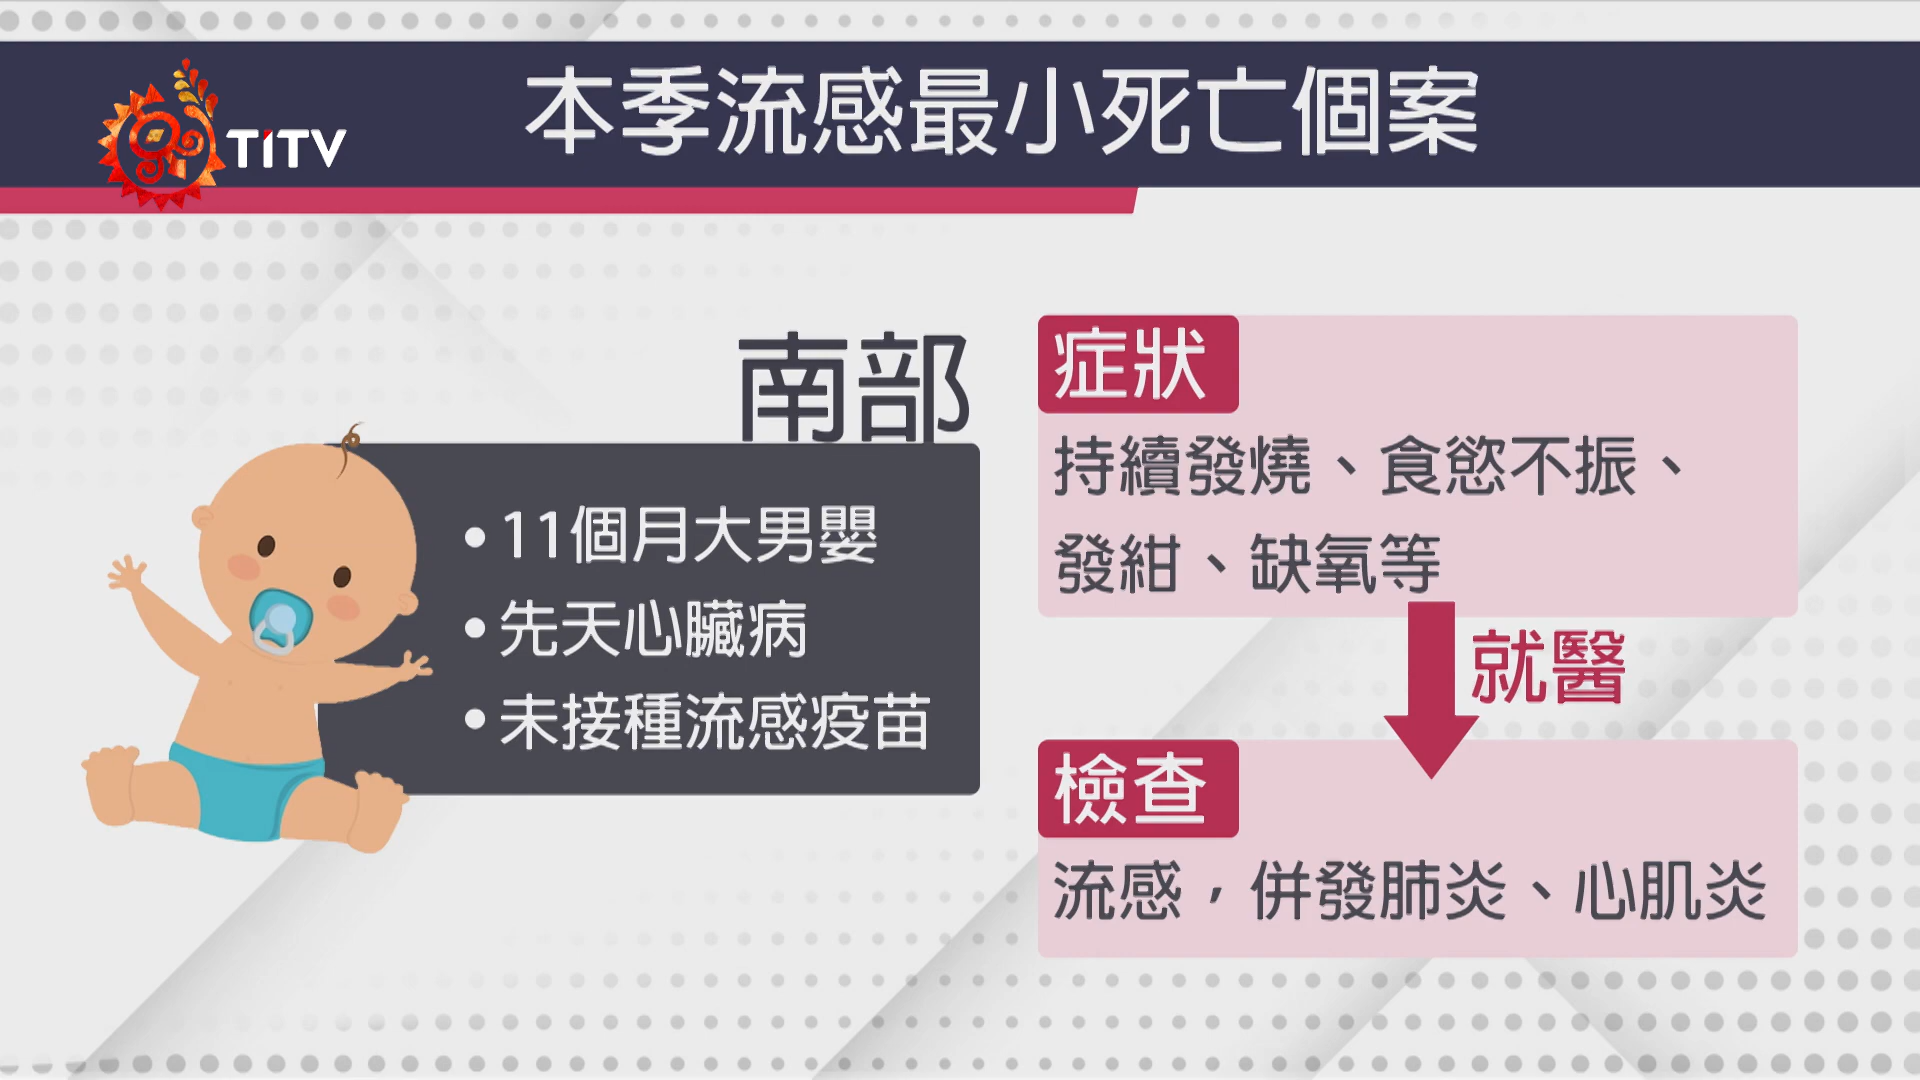 TITV
本季流感最小死亡個案
南部
•11個月大男嬰
•先天心臟病
•未接種流感疫苗
症狀
持續發燒、食慾不振、
發紺、缺氧等
就醫
檢查
流感，併發肺炎、心肌炎